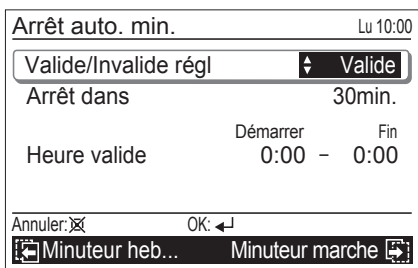 Arrêt auto. min. Lu 10:00
Valide/Invalide régl Valide
Arrêt dans 30min.
Démarrer Fin
Heure valide 0:00 – 0:00
Annuler: OK:
Minuteur heb... Minuteur marche